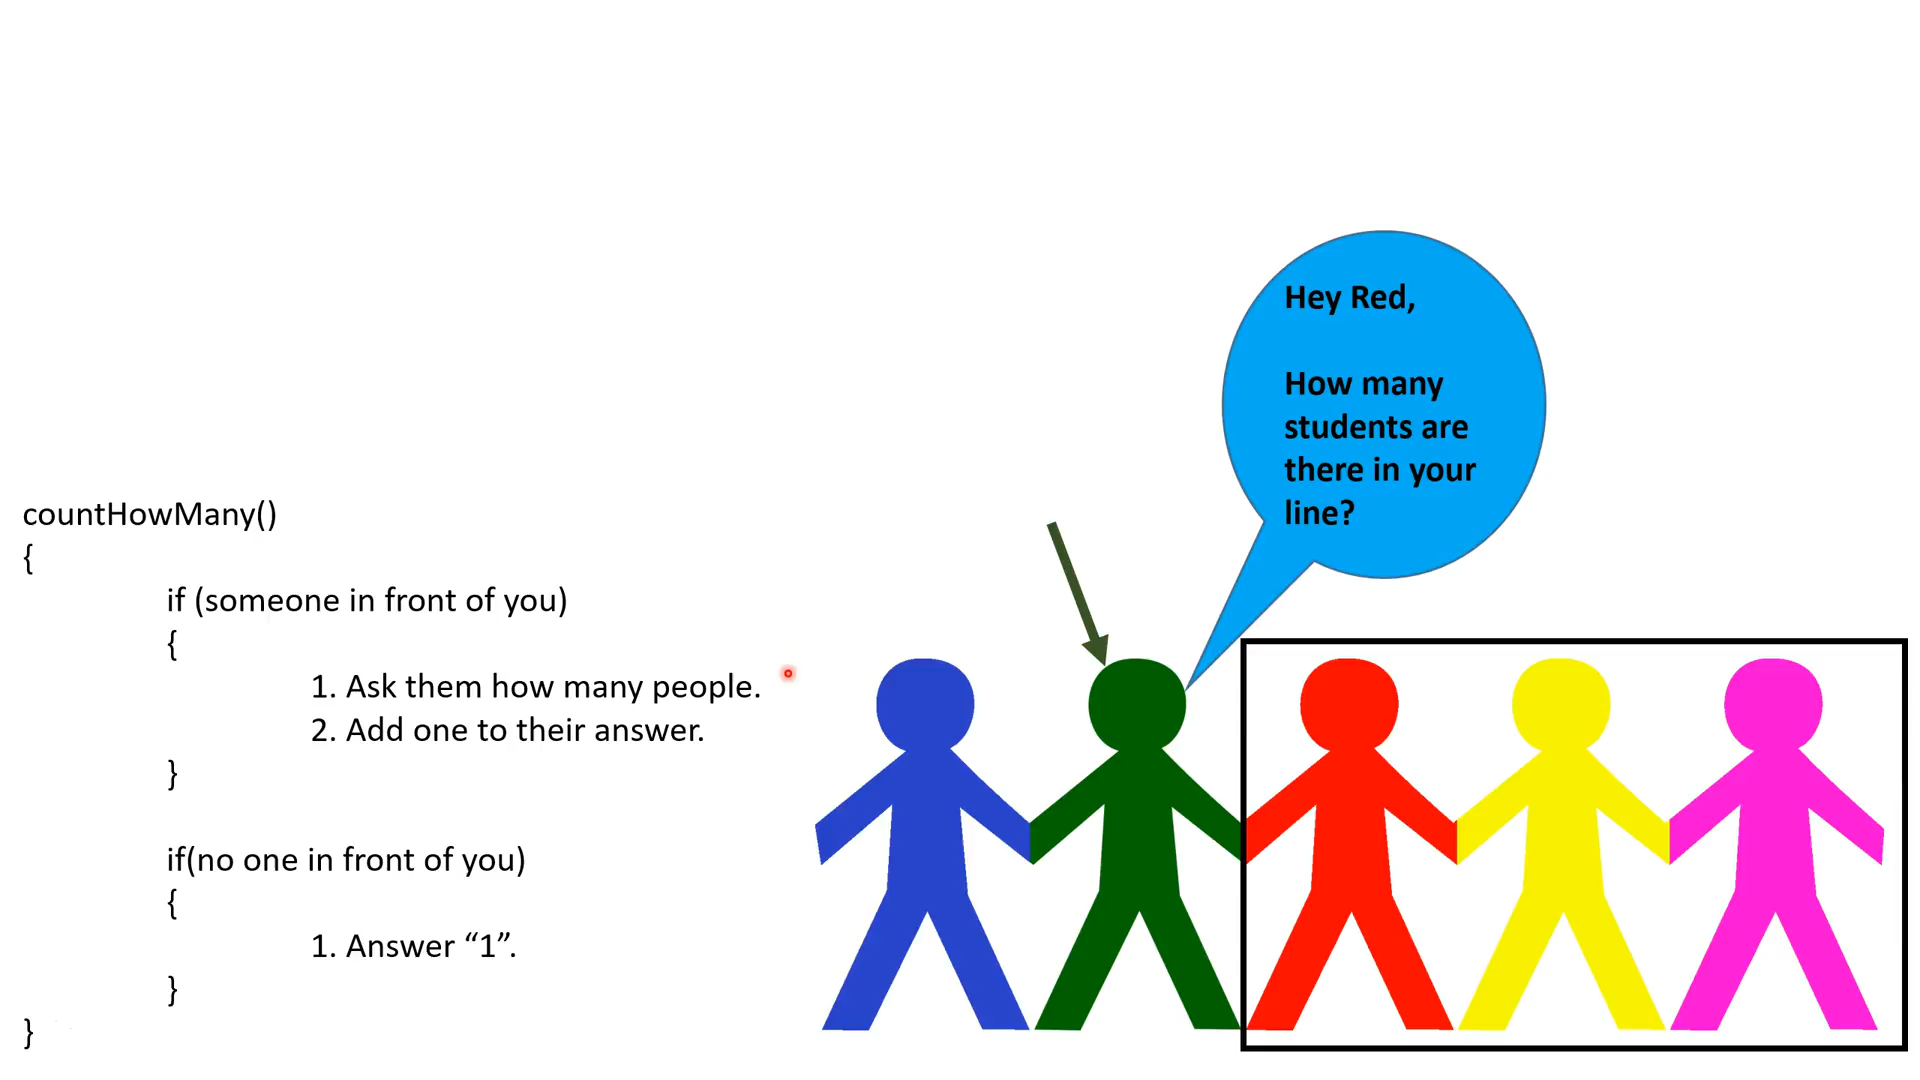 Hey Red,
How many
students are
there in your
line?
countHowMany()
{
if (someone in front of you)
{
1. Ask them how many people.
2. Add one to their answer.
}
if(no one in front of you)
{
1. Answer “1”.
}
}